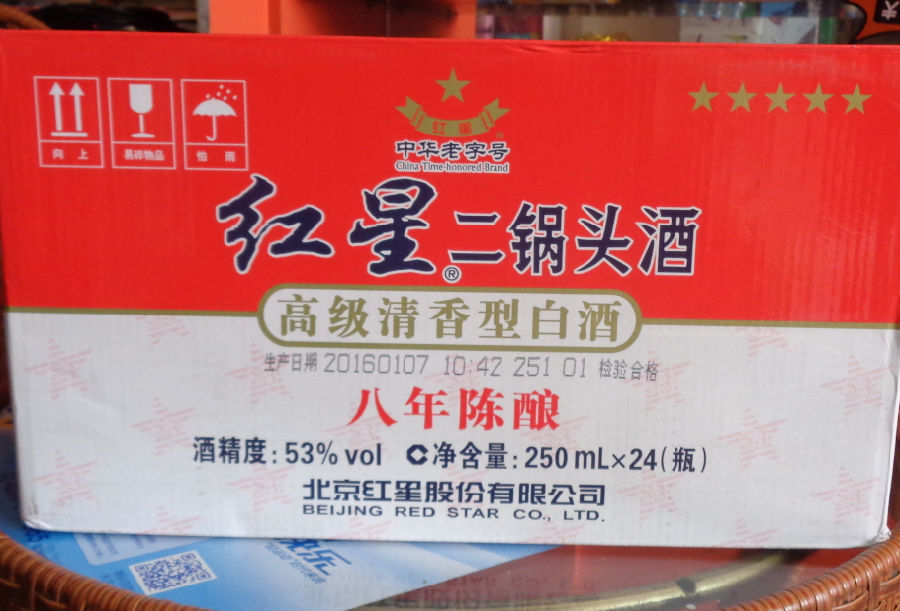 向上
易碎物品
怕雨
红星
中华老字号
China Time-honored Brand
红星®二锅头酒
高级清香型白酒
生产日期 20160107 10:42 251 01 检验合格
八年陈酿
酒精度:53%vol 净含量:250mL×24(瓶)
北京红星股份有限公司
BEIJING RED STAR CO., LTD.